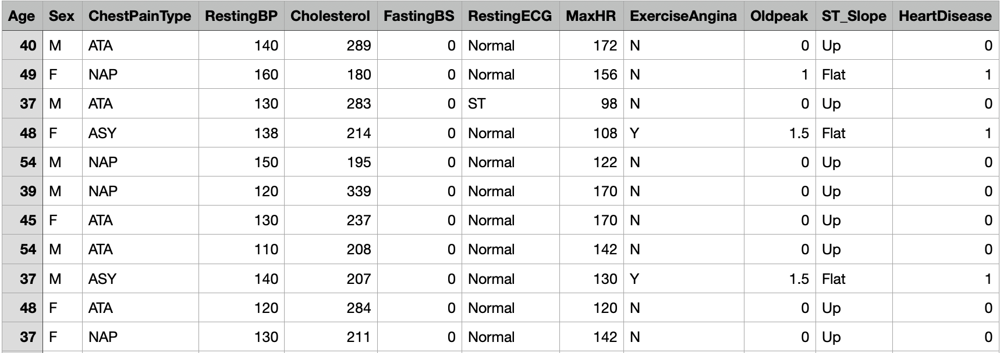 Age Sex ChestPainType RestingBP Cholesterol FastingBS RestingECG MaxHR ExerciseAngina Oldpeak ST_Slope HeartDisease
40 M ATA 140 289 0 Normal 172 N 0 Up 0
49 F NAP 160 180 0 Normal 156 N 1 Flat 1
37 M ATA 130 283 0 ST 98 N 0 Up 0
48 F ASY 138 214 0 Normal 108 Y 1.5 Flat 1
54 M NAP 150 195 0 Normal 122 N 0 Up 0
39 M NAP 120 339 0 Normal 170 N 0 Up 0
45 F ATA 130 237 0 Normal 170 N 0 Up 0
54 M ATA 110 208 0 Normal 142 N 0 Up 0
37 M ASY 140 207 0 Normal 130 Y 1.5 Flat 1
48 F ATA 120 284 0 Normal 120 N 0 Up 0
37 F NAP 130 211 0 Normal 142 N 0 Up 0